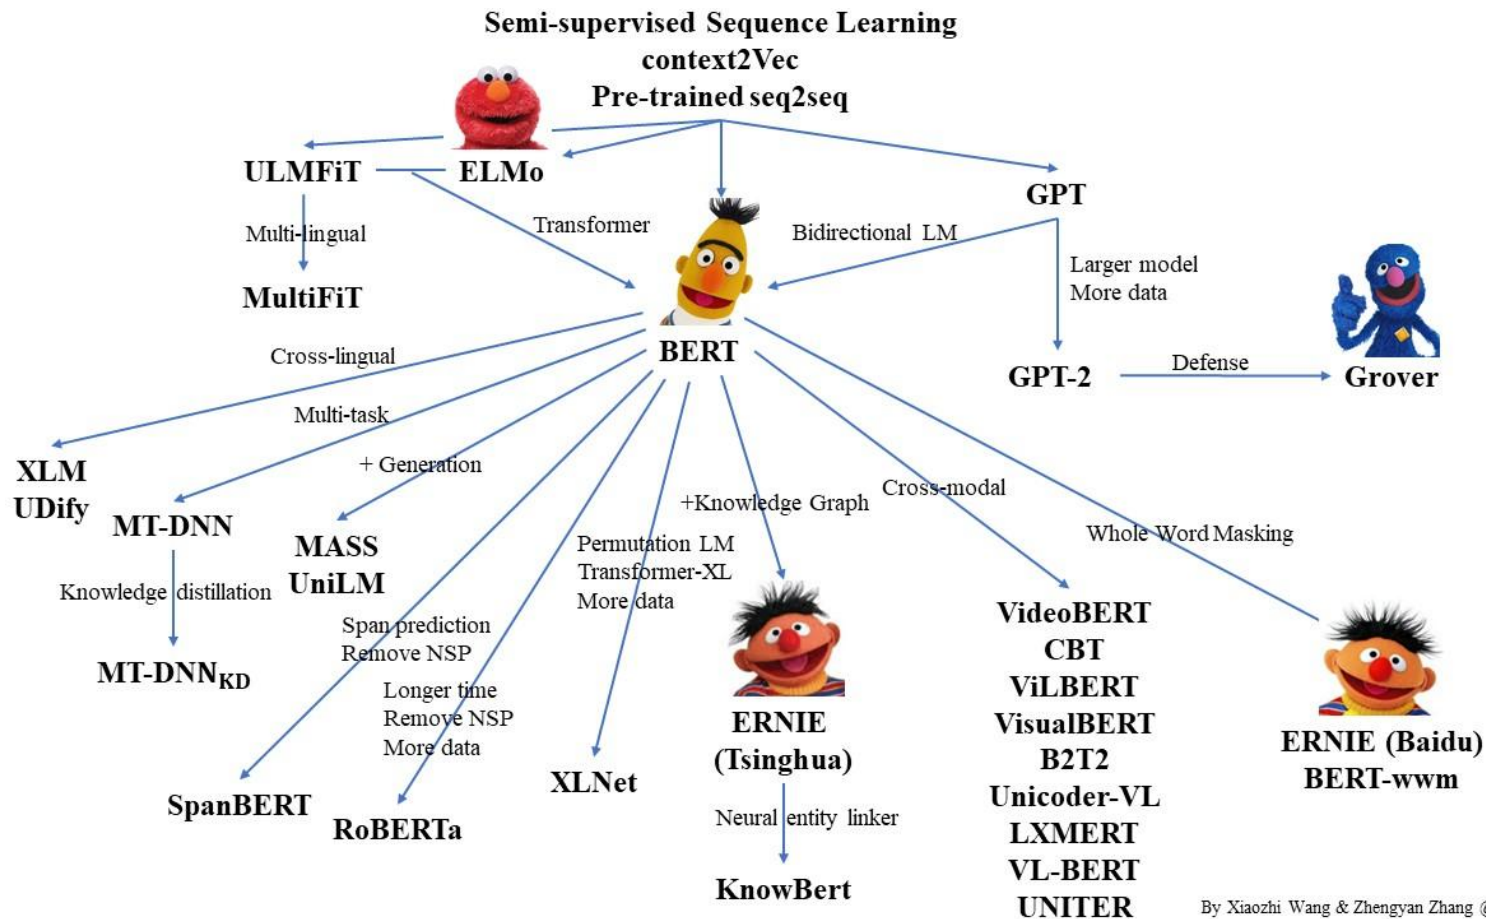 Semi-supervised Sequence Learning
context2Vec
Pre-trained seq2seq
ULMFiT
ELMo
GPT
Multi-lingual
Transformer
Bidirectional LM
Larger model
More data
MultiFiT
BERT
GPT-2
Defense
Grover
Cross-lingual
Multi-task
+ Generation
+Knowledge Graph
Cross-modal
Whole Word Masking
XLM
UDify
MT-DNN
MASS
UniLM
Knowledge distillation
Permutation LM
Transformer-XL
More data
Span prediction
Remove NSP
MT-DNNKD
Longer time
Remove NSP
More data
SpanBERT
RoBERTa
XLNet
ERNIE
(Tsinghua)
Neural entity linker
KnowBert
VideoBERT
CBT
ViLBERT
VisualBERT
B2T2
Unicoder-VL
LXMERT
VL-BERT
UNITER
ERNIE (Baidu)
BERT-wwm
By Xiaozhi Wang & Zhengyan Zhang @